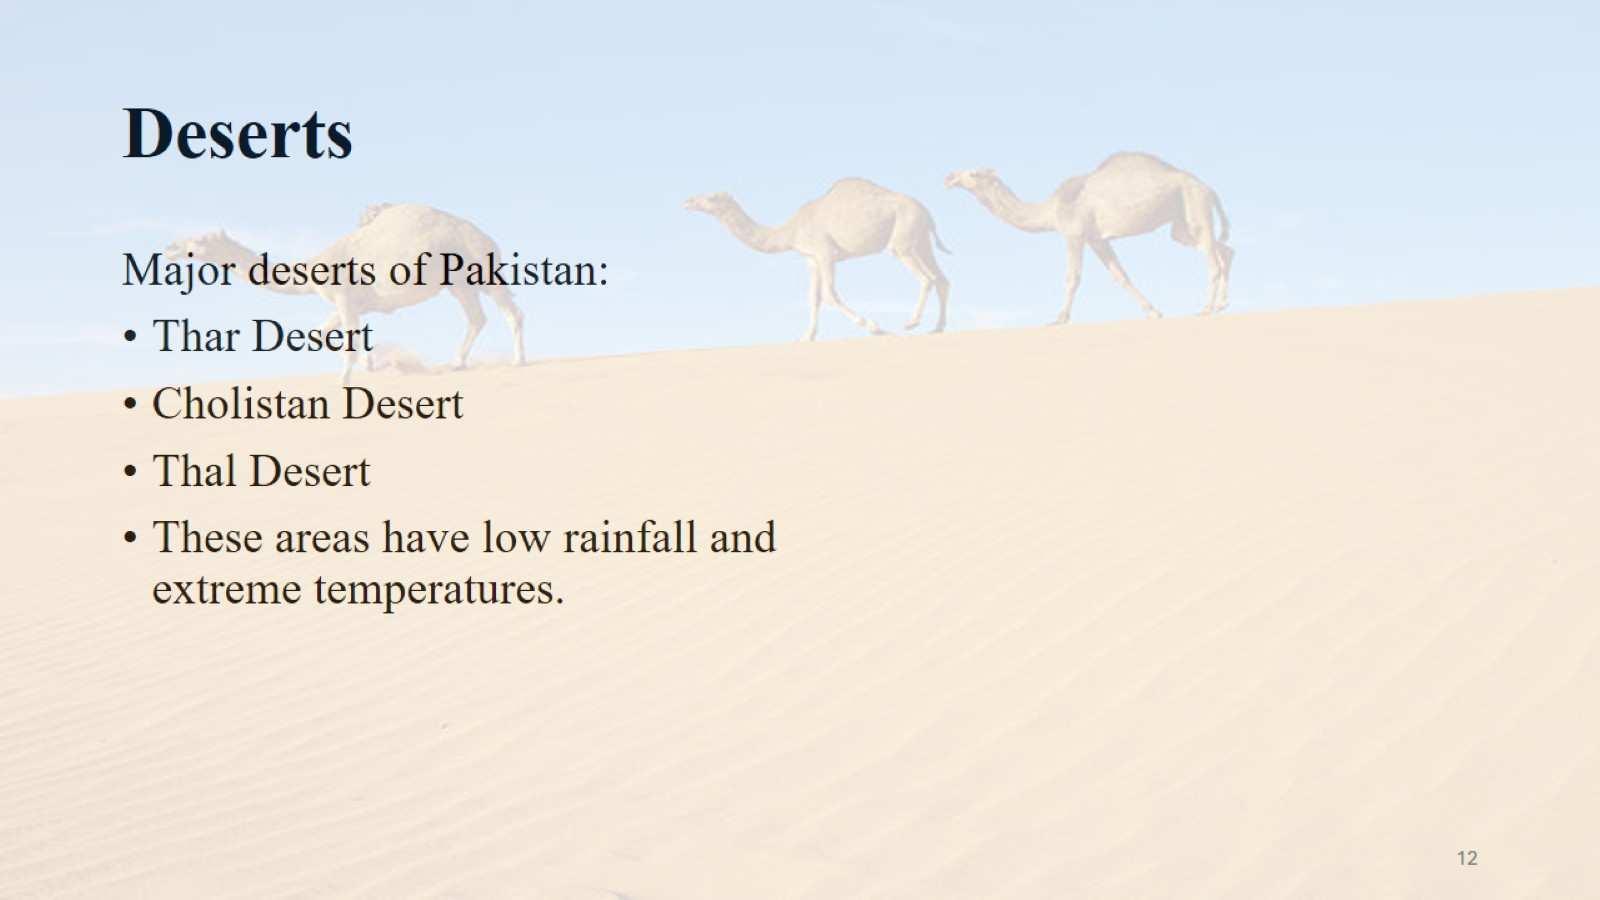 Deserts
Major deserts of Pakistan:
• Thar Desert
• Cholistan Desert
• Thal Desert
• These areas have low rainfall and
extreme temperatures.
12